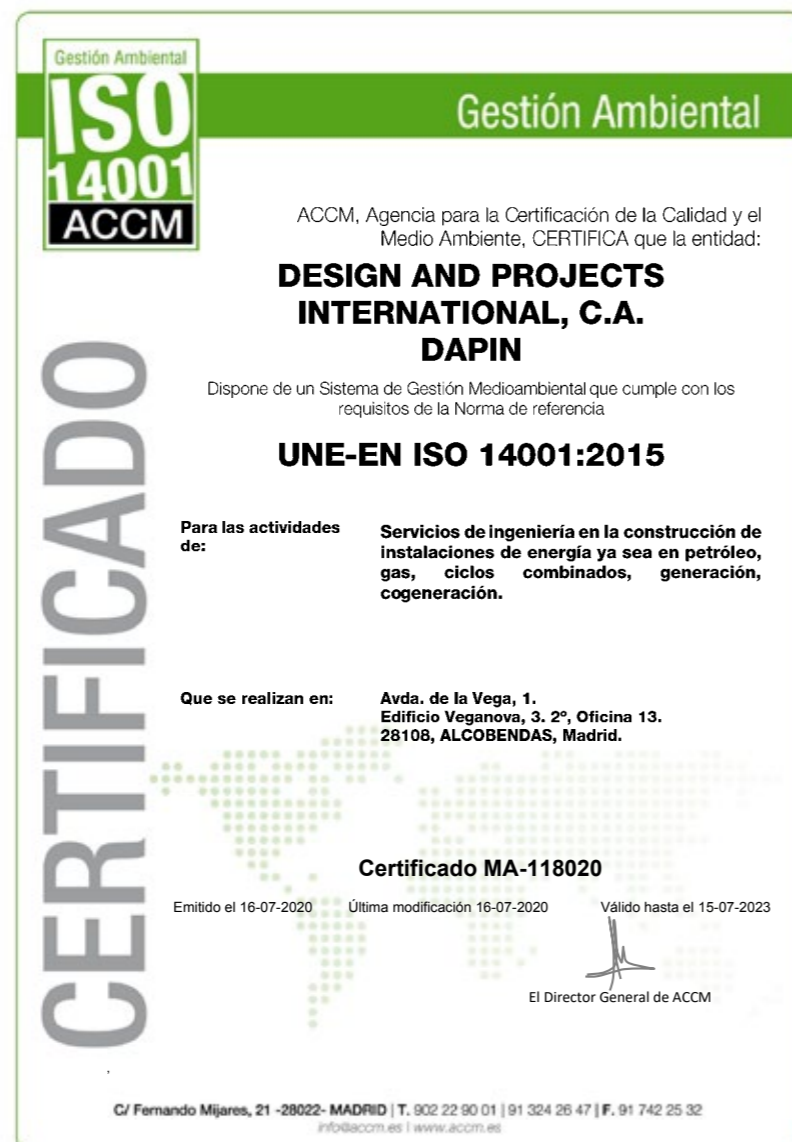 Gestión Ambiental
ISO
14001
ACCM
Gestión Ambiental
ACCM, Agencia para la Certificación de la Calidad y el
Medio Ambiente, CERTIFICA que la entidad:
DESIGN AND PROJECTS
INTERNATIONAL, C.A.
DAPIN
Dispone de un Sistema de Gestión Medioambiental que cumple con los
requisitos de la Norma de referencia
UNE-EN ISO 14001:2015
CERTIFICADO
Para las actividades
de:
Servicios de ingeniería en la construcción de
instalaciones de energía ya sea en petróleo,
gas, ciclos combinados, generación,
cogeneración.
Que se realizan en:
Avda. de la Vega, 1.
Edificio Veganova, 3. 2º, Oficina 13.
28108, ALCOBENDAS, Madrid.
Certificado MA-118020
Emitido el 16-07-2020 Última modificación 16-07-2020 Válido hasta el 15-07-2023
El Director General de ACCM
,
C/ Fernando Mijares, 21 -28022- MADRID | T. 902 22 90 01 | 91 324 26 47 | F. 91 742 25 32
info@accm.es | www.accm.es